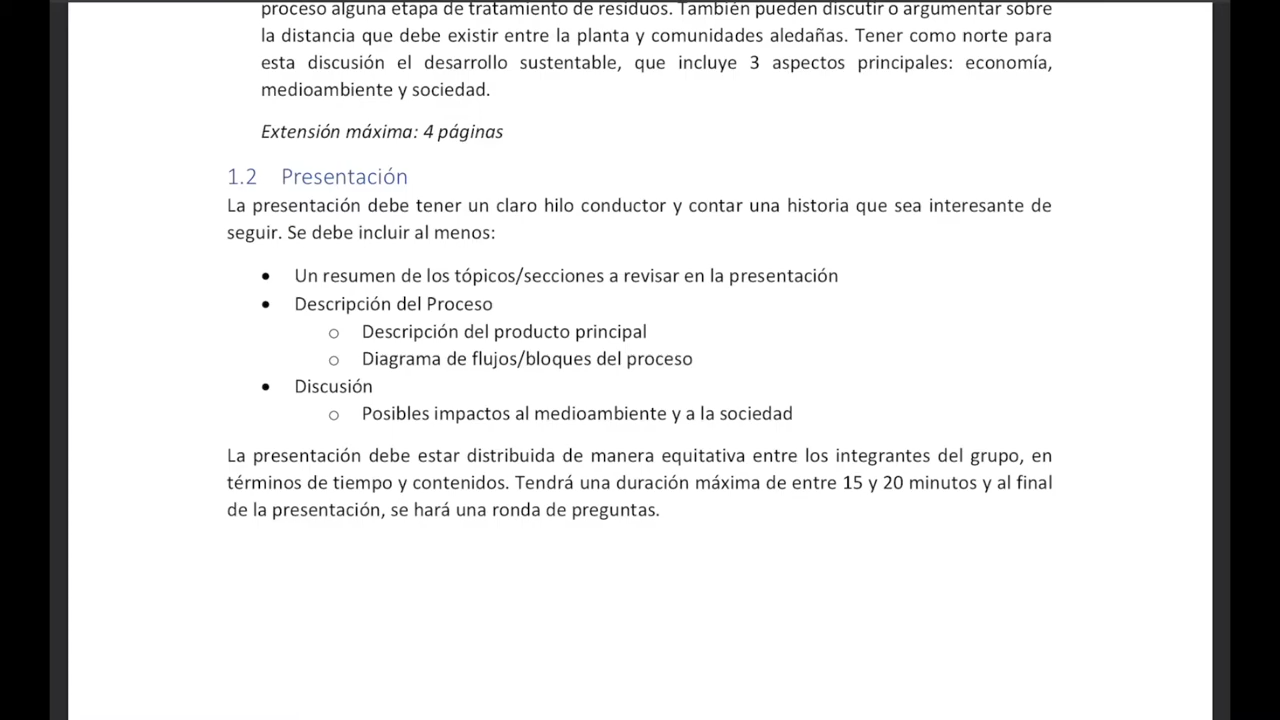 proceso alguna etapa de tratamiento de residuos. También pueden discutir o argumentar sobre
la distancia que debe existir entre la planta y comunidades aledañas. Tener como norte para
esta discusión el desarrollo sustentable, que incluye 3 aspectos principales: economía,
medioambiente y sociedad.
Extensión máxima: 4 páginas
1.2 Presentación
La presentación debe tener un claro hilo conductor y contar una historia que sea interesante de
seguir. Se debe incluir al menos:
• Un resumen de los tópicos/secciones a revisar en la presentación
• Descripción del Proceso
o Descripción del producto principal
o Diagrama de flujos/bloques del proceso
• Discusión
o Posibles impactos al medioambiente y a la sociedad
La presentación debe estar distribuida de manera equitativa entre los integrantes del grupo, en
términos de tiempo y contenidos. Tendrá una duración máxima de entre 15 y 20 minutos y al final
de la presentación, se hará una ronda de preguntas.